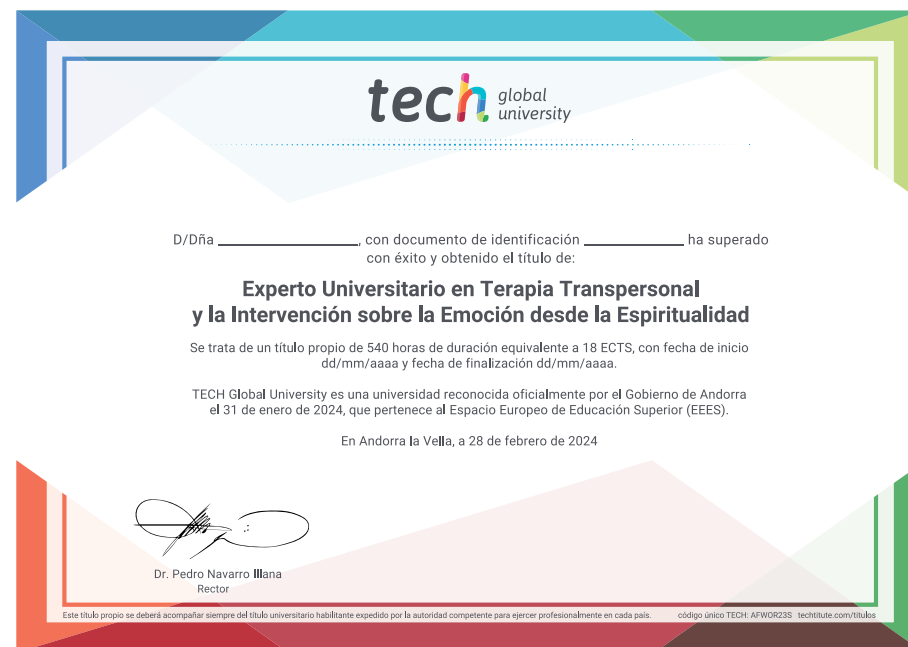 tech global university
D/Dña ________________, con documento de identificación ____________ ha superado
con éxito y obtenido el título de:
Experto Universitario en Terapia Transpersonal
y la Intervención sobre la Emoción desde la Espiritualidad
Se trata de un título propio de 540 horas de duración equivalente a 18 ECTS, con fecha de inicio
dd/mm/aaaa y fecha de finalización dd/mm/aaaa.
TECH Global University es una universidad reconocida oficialmente por el Gobierno de Andorra
el 31 de enero de 2024, que pertenece al Espacio Europeo de Educación Superior (EEES).
En Andorra la Vella, a 28 de febrero de 2024
Dr. Pedro Navarro Illana
Rector
Este título propio se deberá acompañar siempre del título universitario habilitante expedido por la autoridad competente para ejercer profesionalmente en cada país. código único TECH: AFWOR23S techtitute.com/titulos